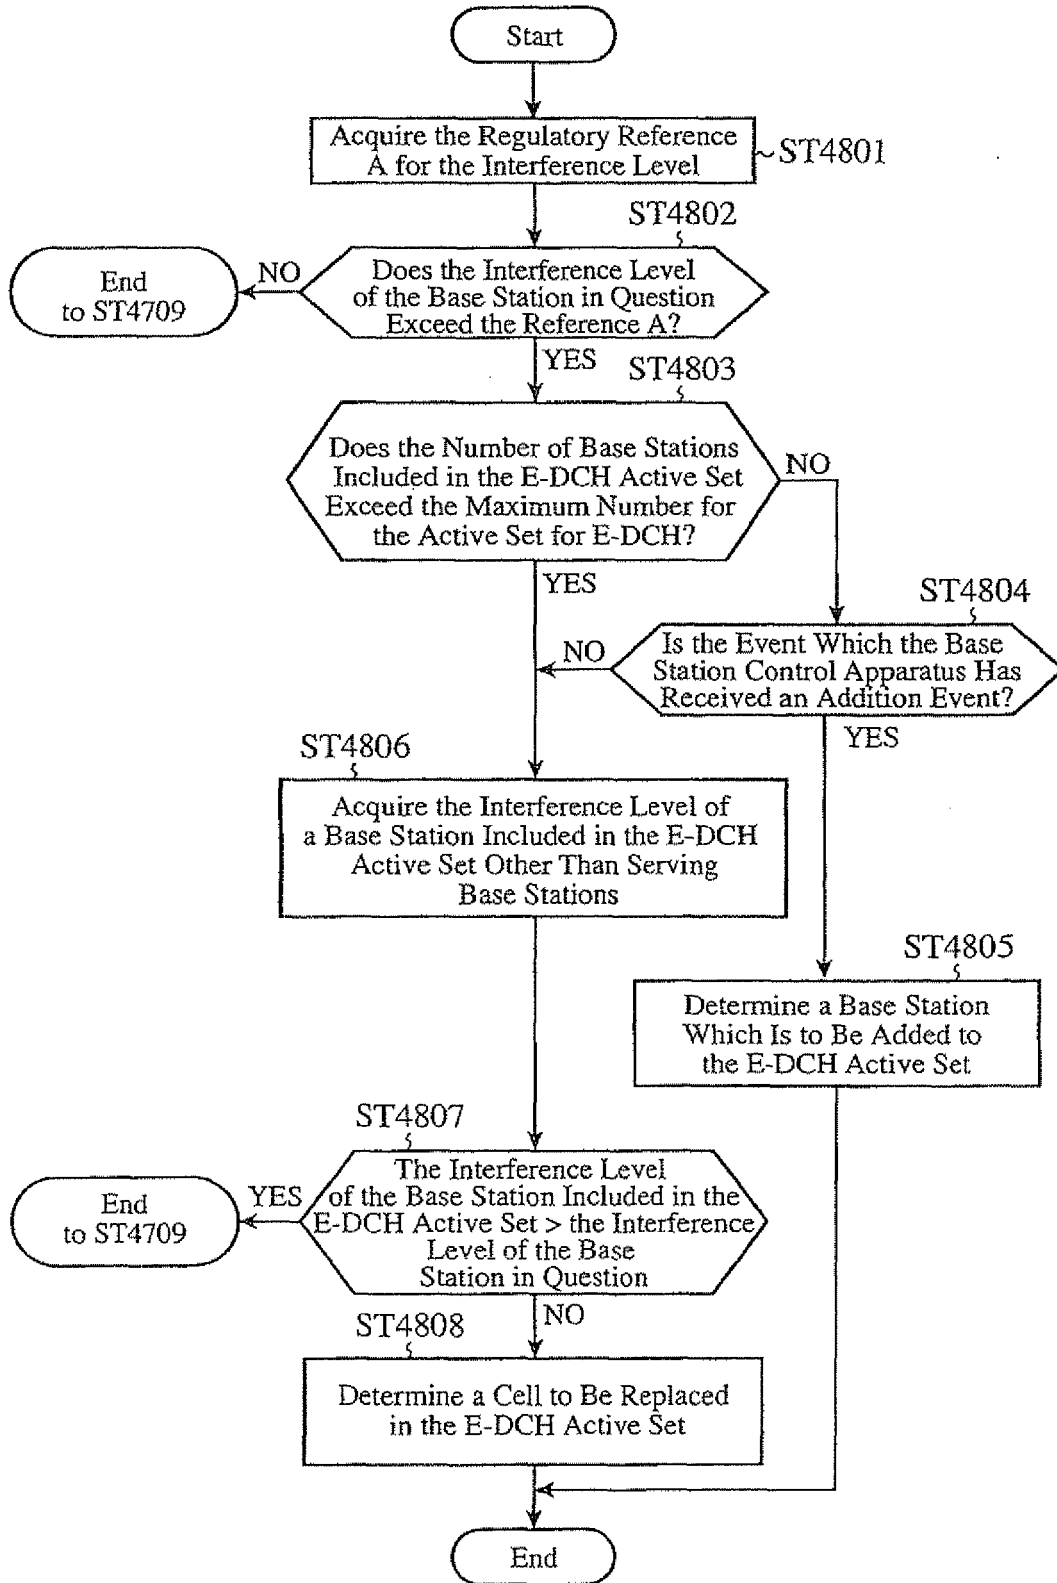 Start
Acquire the Regulatory Reference
A for the Interference Level
ST4801
ST4802
Does the Interference Level
of the Base Station in Question
Exceed the Reference A?
NO
End
to ST4709
YES
ST4803
Does the Number of Base Stations
Included in the E-DCH Active Set
Exceed the Maximum Number for
the Active Set for E-DCH?
NO
YES
ST4804
Is the Event Which the Base
Station Control Apparatus Has
Received an Addition Event?
NO
YES
ST4806
Acquire the Interference Level of
a Base Station Included in the E-DCH
Active Set Other Than Serving
Base Stations
ST4805
Determine a Base Station
Which Is to Be Added to
the E-DCH Active Set
ST4807
The Interference Level
of the Base Station Included in the
E-DCH Active Set > the Interference
Level of the Base
Station in Question
YES
End
to ST4709
NO
ST4808
Determine a Cell to Be Replaced
in the E-DCH Active Set
End